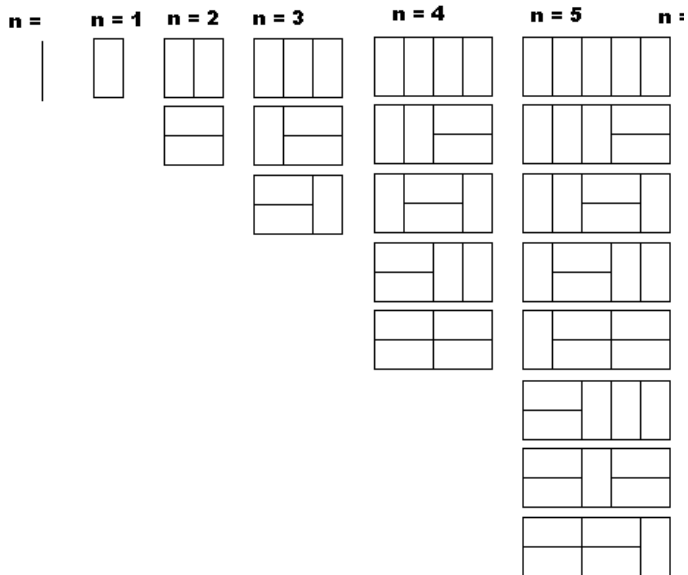 n = n = 1 n = 2 n = 3 n = 4 n = 5 n =